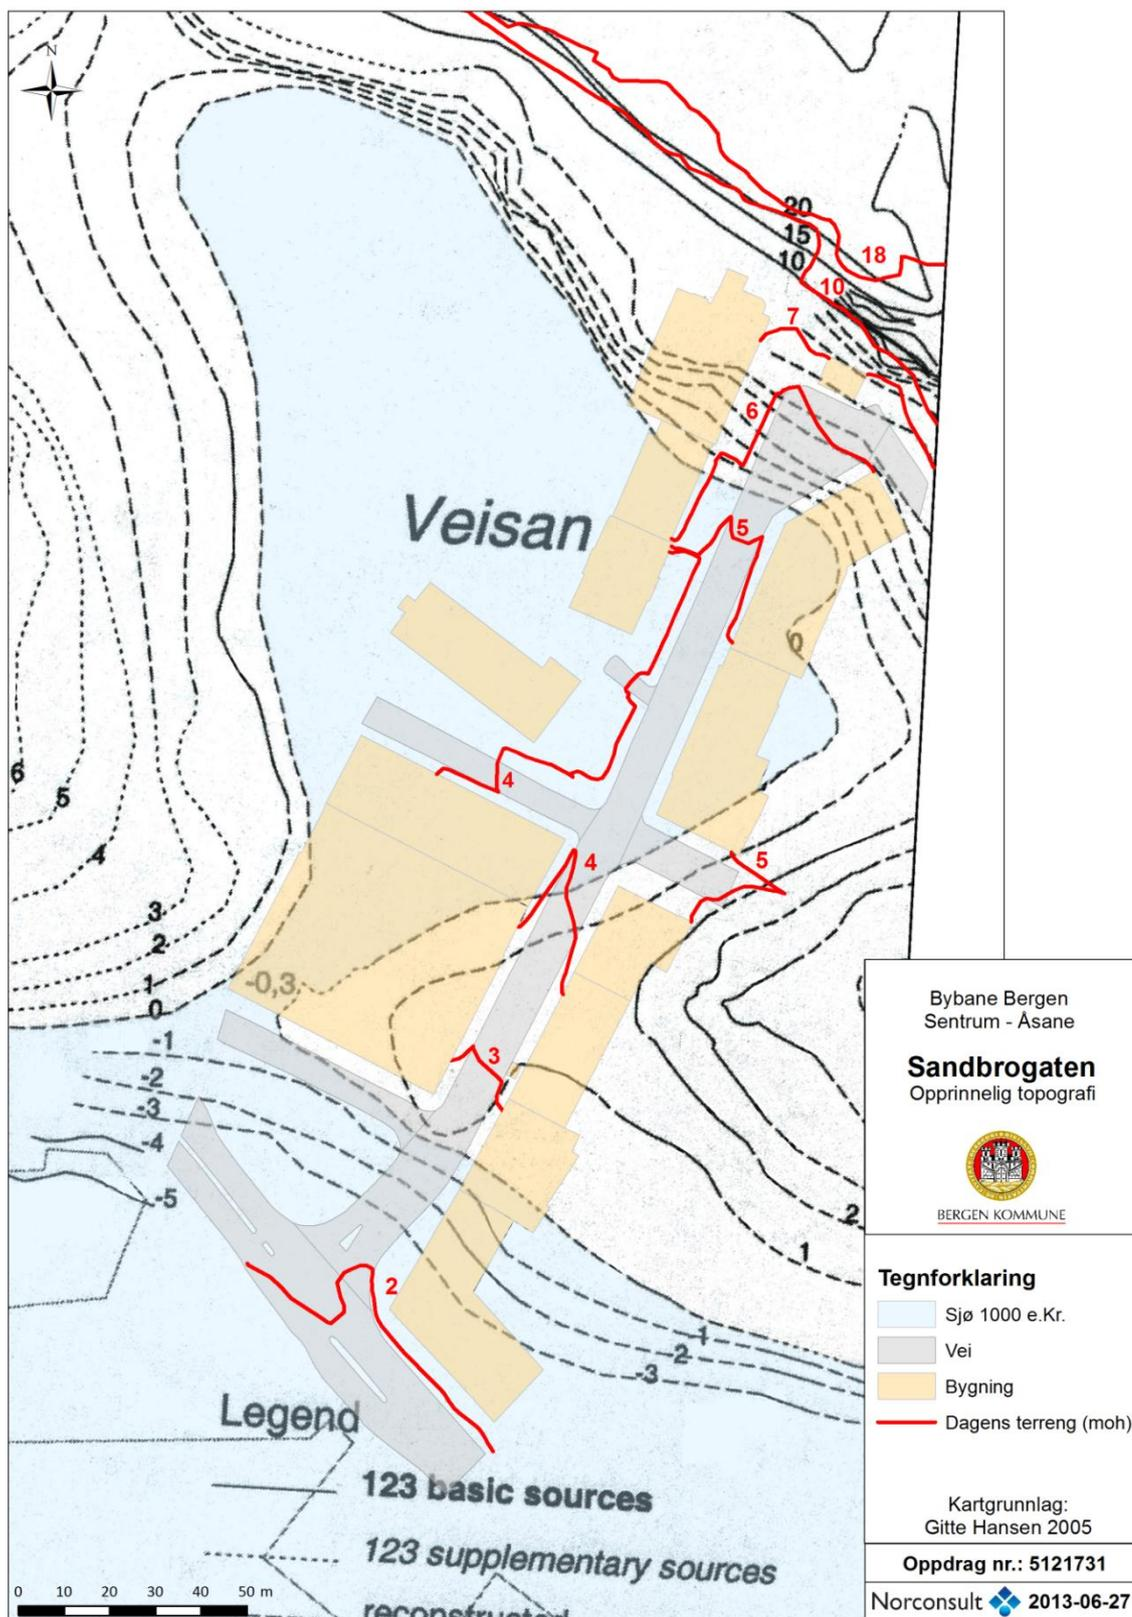 N
20
15
10
18
10
7
6
Veisan
5
0
4
4
5
6
5
4
3
2
1
0
-0,3
-1
-2
-3
-4
-5
3
2
2
1
-1
-2
-3
Legend
123 basic sources
123 supplementary sources
reconstructed
0 10 20 30 40 50 m
Bybane Bergen
Sentrum - Åsane
Sandbrogaten
Opprinnelig topografi
BERGEN KOMMUNE
Tegnforklaring
Sjø 1000 e.Kr.
Vei
Bygning
Dagens terreng (moh)
Kartgrunnlag:
Gitte Hansen 2005
Oppdrag nr.: 5121731
Norconsult 2013-06-27